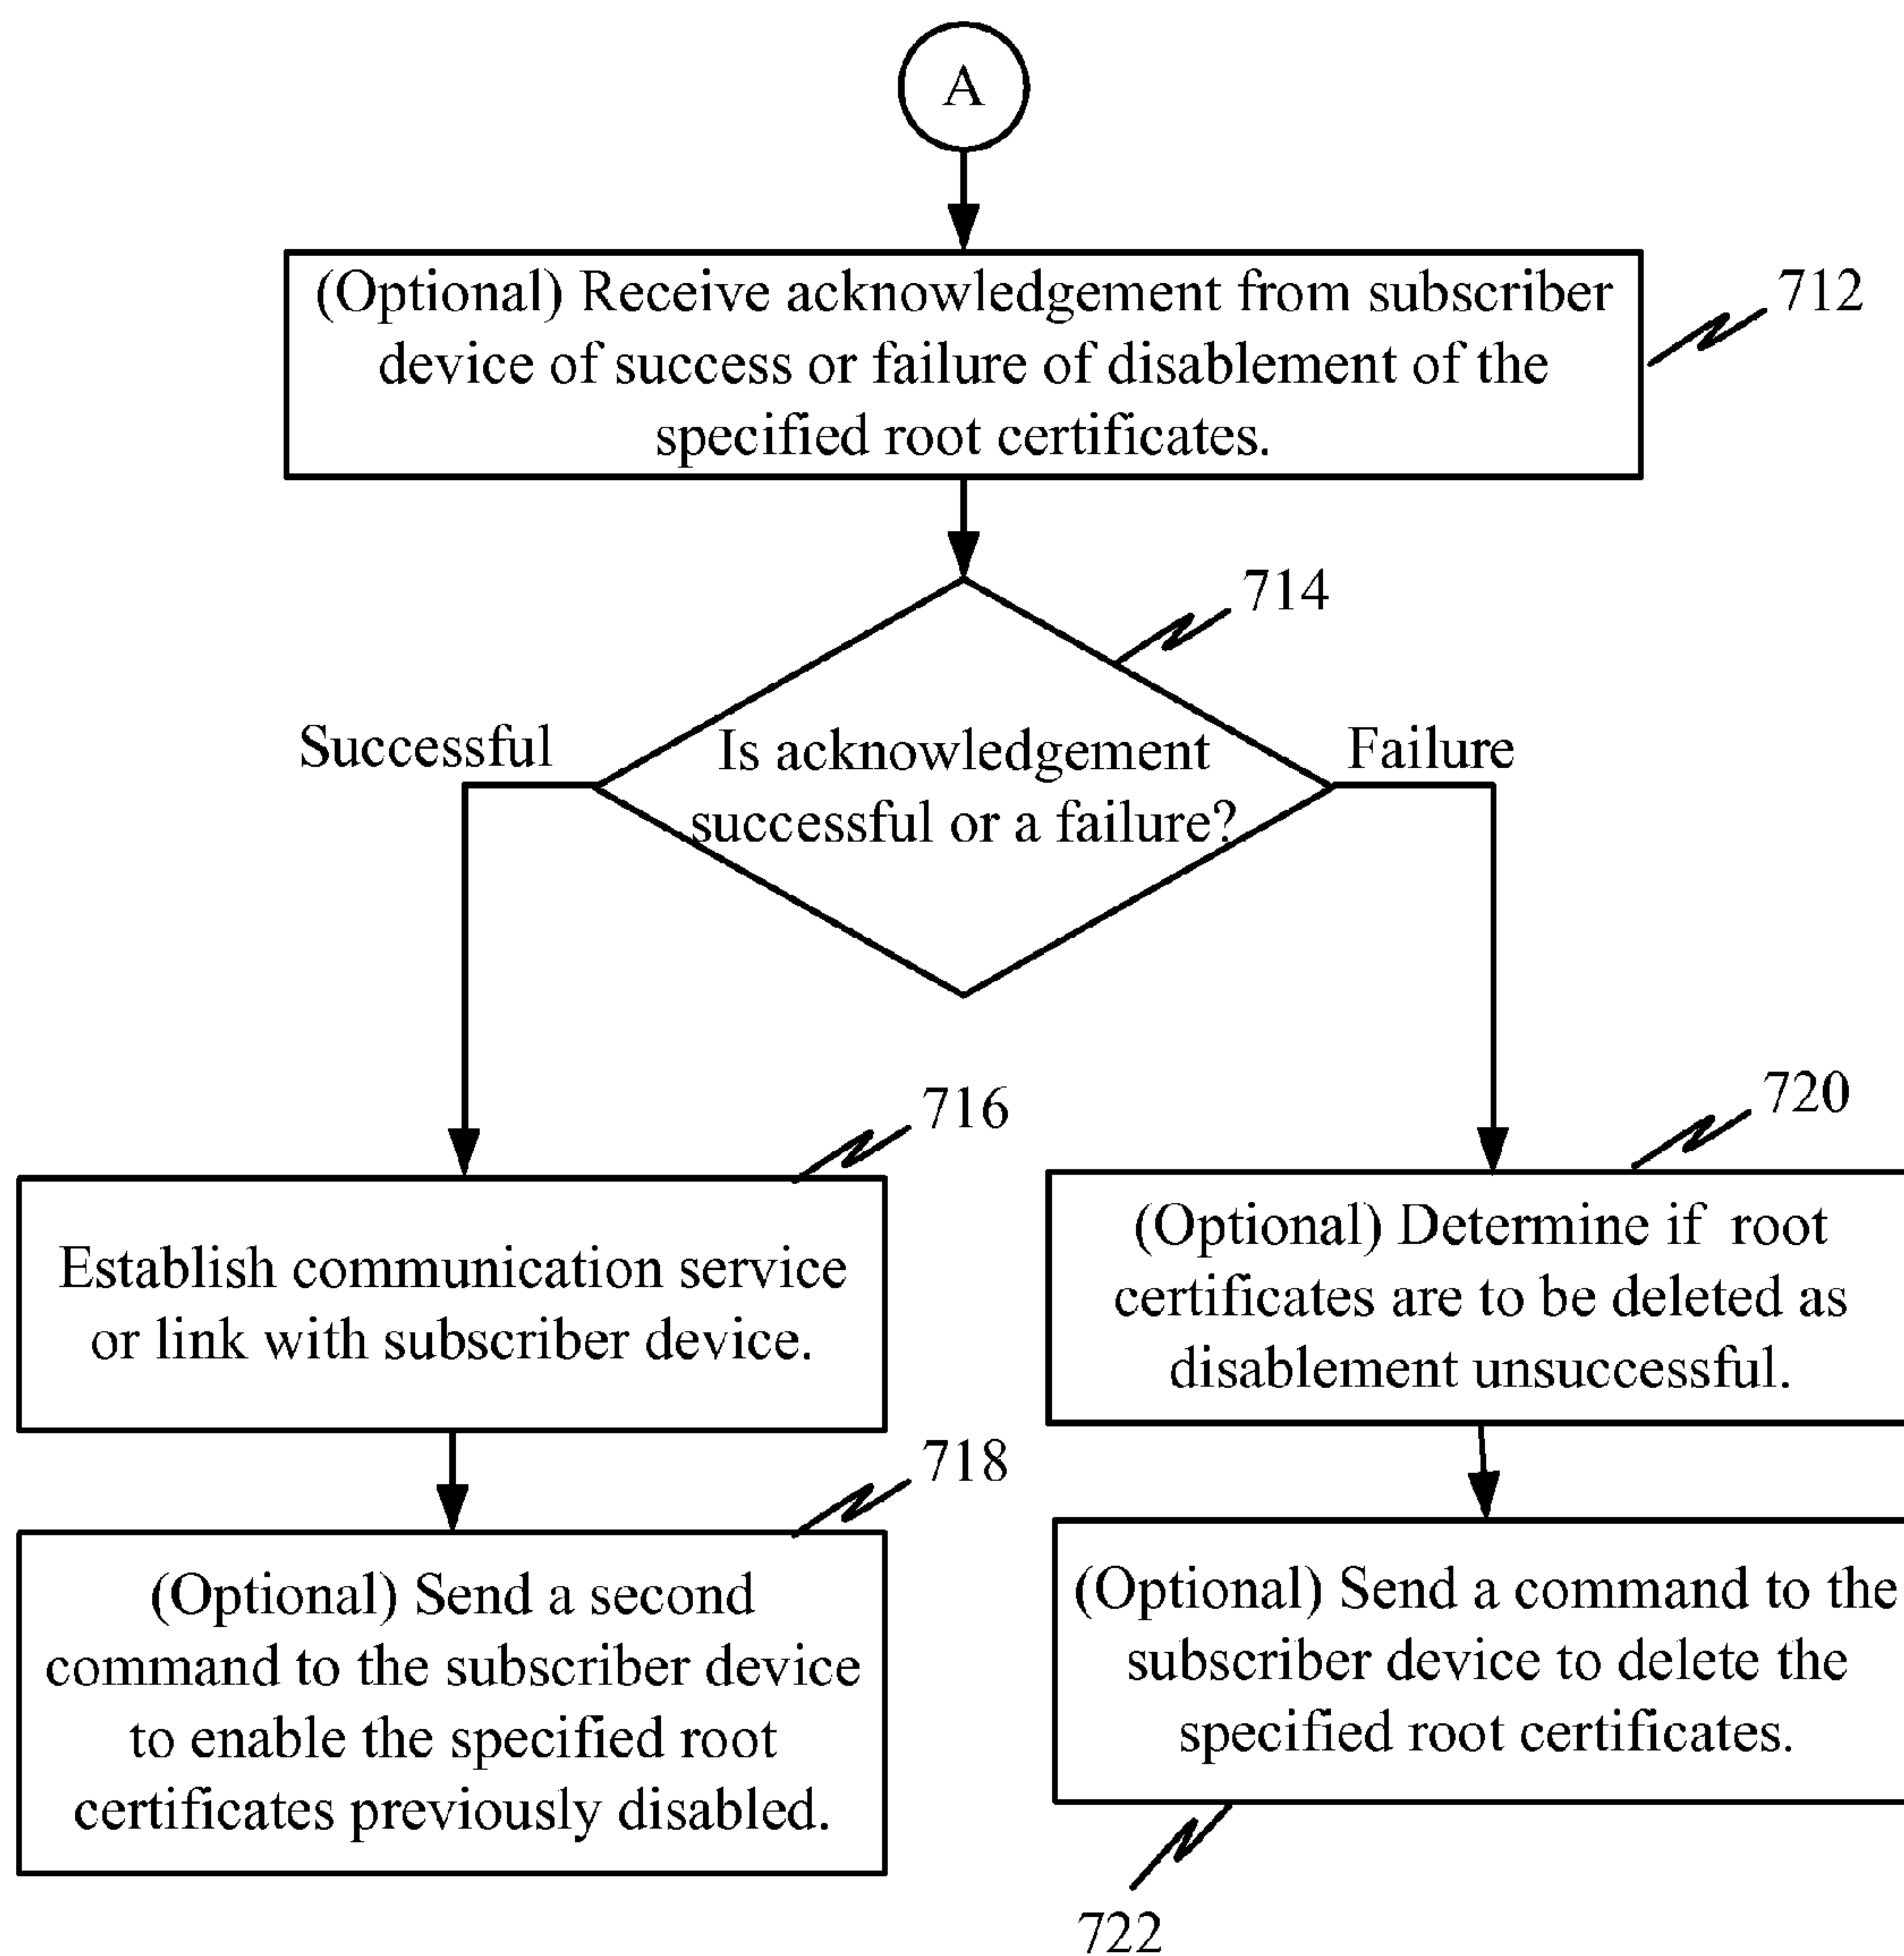 A
(Optional) Receive acknowledgement from subscriber
device of success or failure of disablement of the
specified root certificates.
712
714
Successful
Is acknowledgement
successful or a failure?
Failure
716
Establish communication service
or link with subscriber device.
720
(Optional) Determine if root
certificates are to be deleted as
disablement unsuccessful.
718
(Optional) Send a second
command to the subscriber device
to enable the specified root
certificates previously disabled.
(Optional) Send a command to the
subscriber device to delete the
specified root certificates.
722